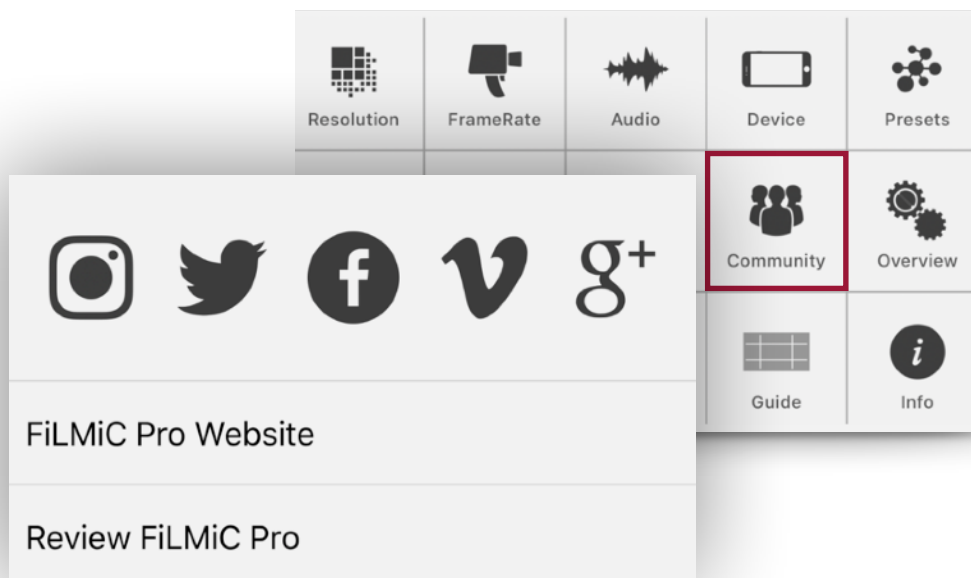 Resolution
FrameRate
Audio
Device
Presets
Community
Overview
g+
FiLMiC Pro Website
Guide
Info
Review FiLMiC Pro